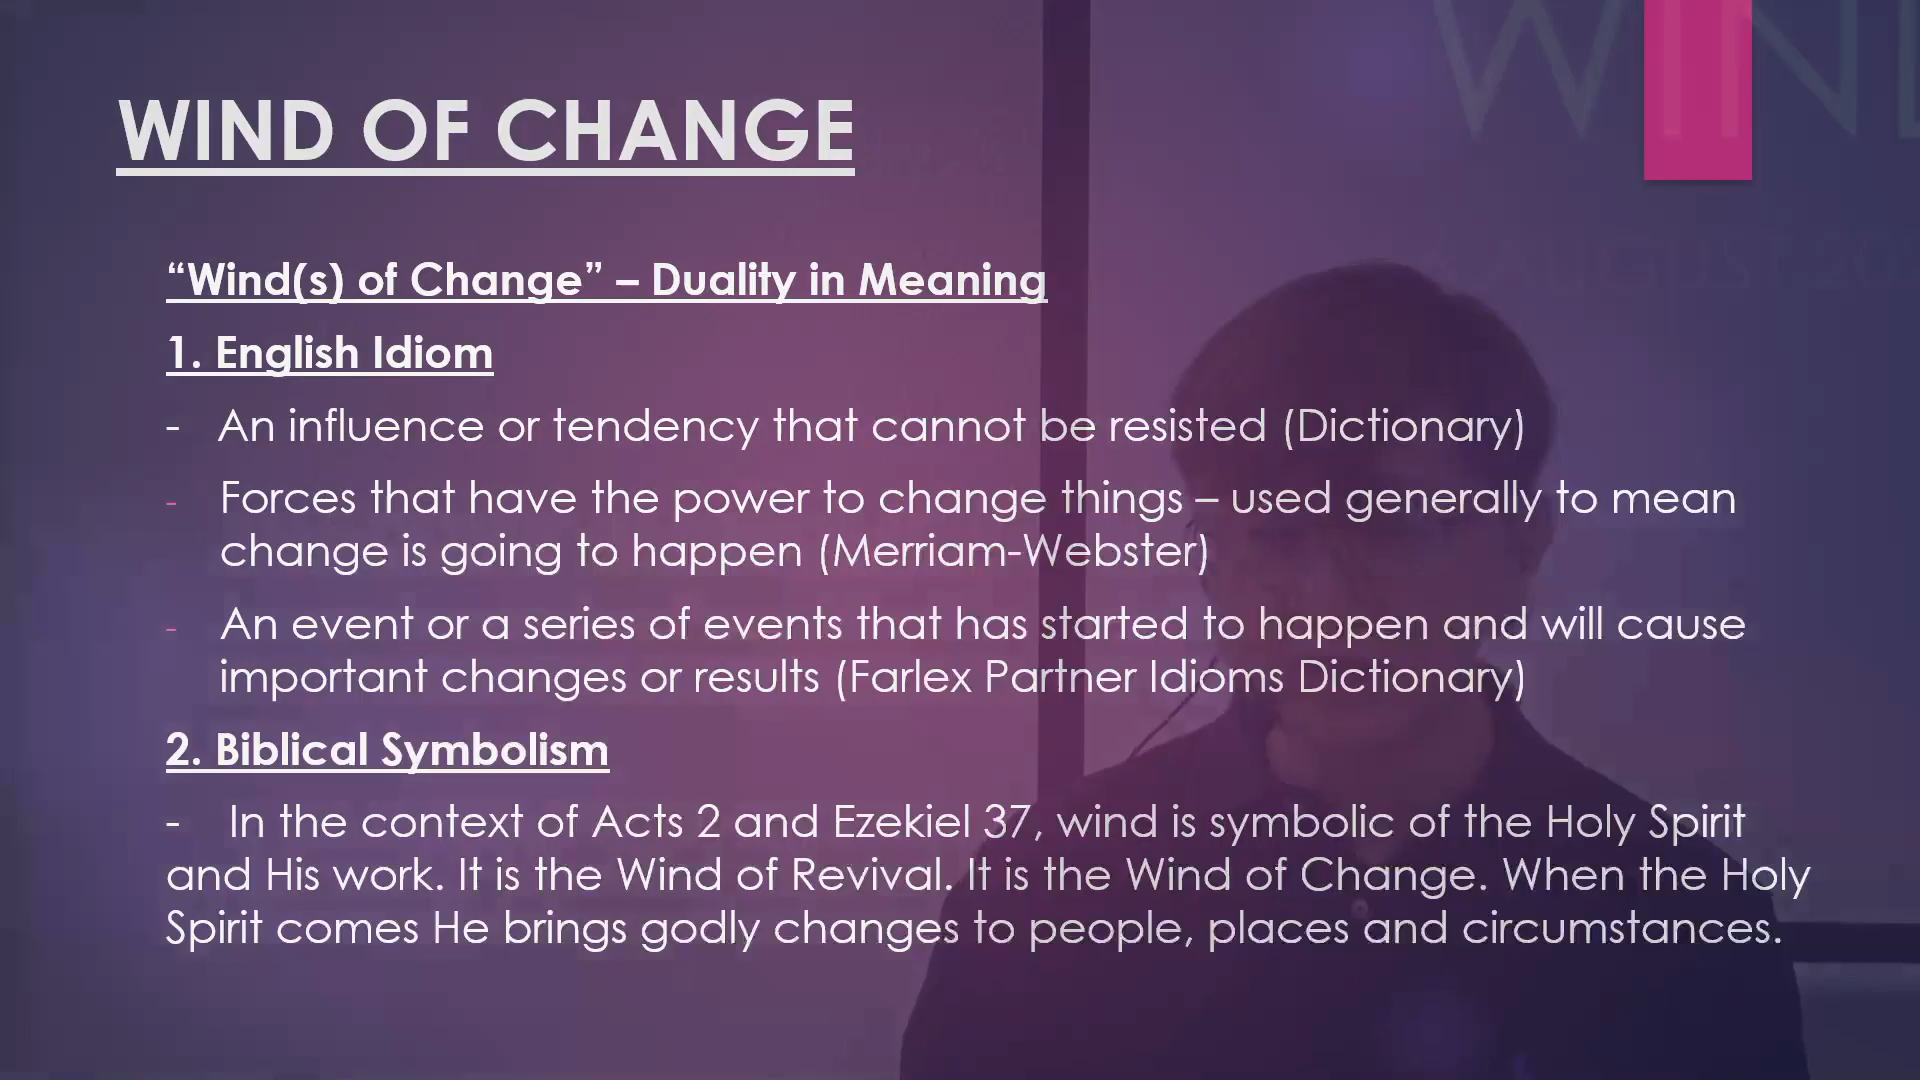 WIND
WIND OF CHANGE
“Wind(s) of Change” – Duality in Meaning
1. English Idiom
- An influence or tendency that cannot be resisted (Dictionary)
- Forces that have the power to change things – used generally to mean
change is going to happen (Merriam-Webster)
- An event or a series of events that has started to happen and will cause
important changes or results (Farlex Partner Idioms Dictionary)
2. Biblical Symbolism
- In the context of Acts 2 and Ezekiel 37, wind is symbolic of the Holy Spirit
and His work. It is the Wind of Revival. It is the Wind of Change. When the Holy
Spirit comes He brings godly changes to people, places and circumstances.